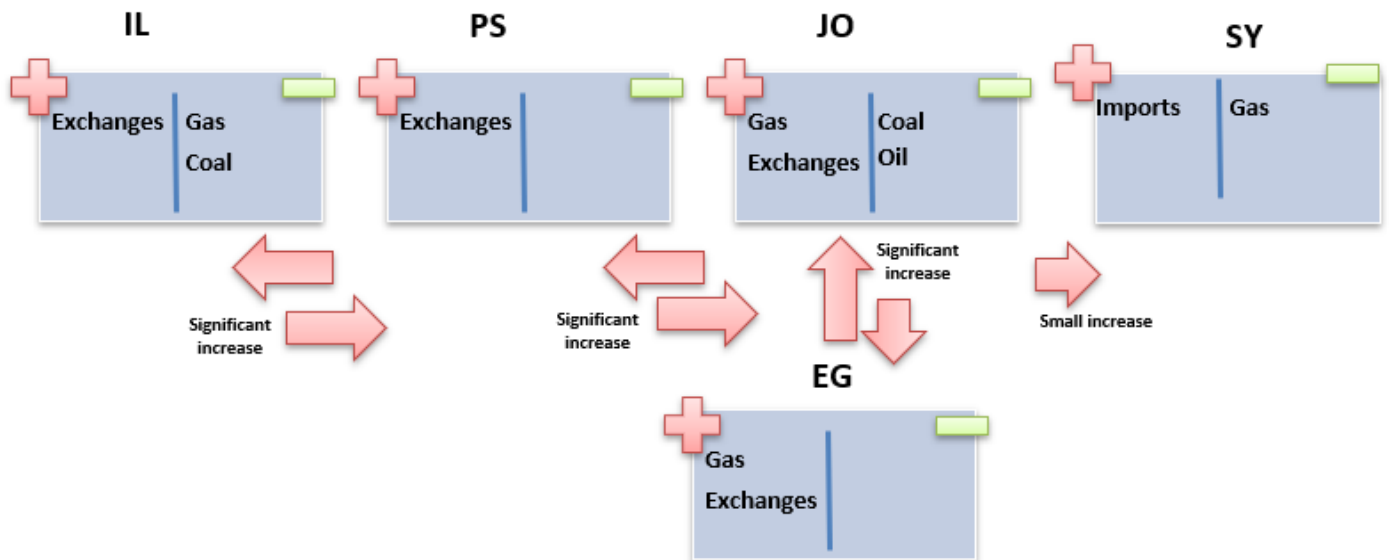 IL
PS
JO
SY
Exchanges
Gas
Coal
Exchanges
Gas
Exchanges
Coal
Oil
Imports
Gas
Significant
increase
Significant
increase
Significant
increase
Small increase
EG
Gas
Exchanges